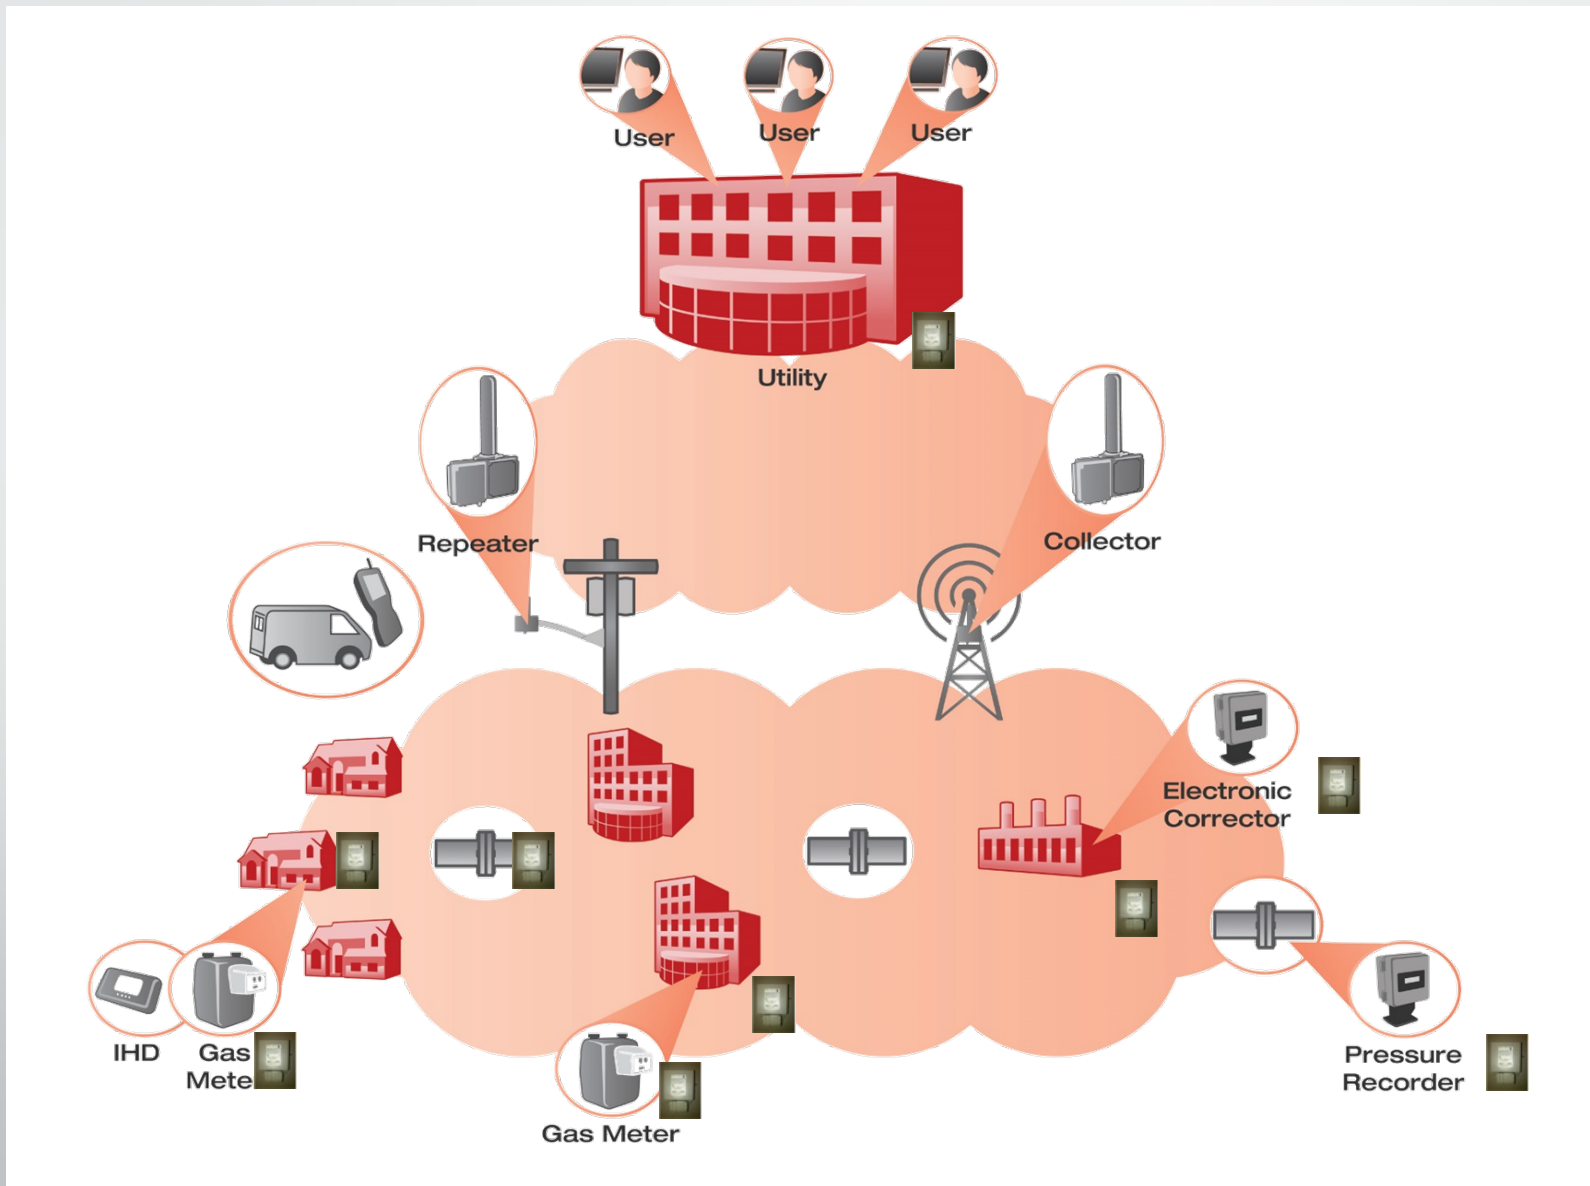 User
User
User
Utility
Repeater
Collector
Electronic
Corrector
IHD
Gas
Mete
Pressure
Recorder
Gas Meter